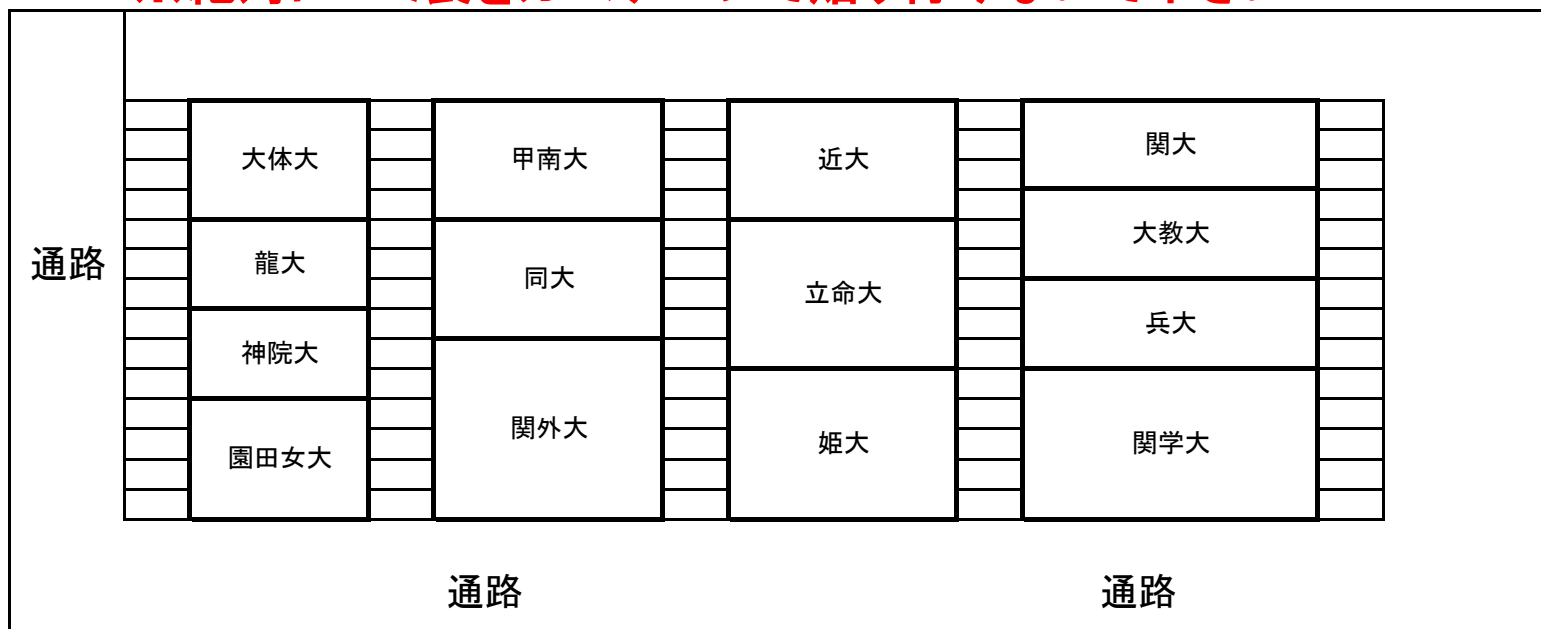 大体大
龍大
神院大
園田女大
甲南大
同大
関外大
近大
立命大
姫大
関大
大教大
兵大
関学大
通路
通路
通路